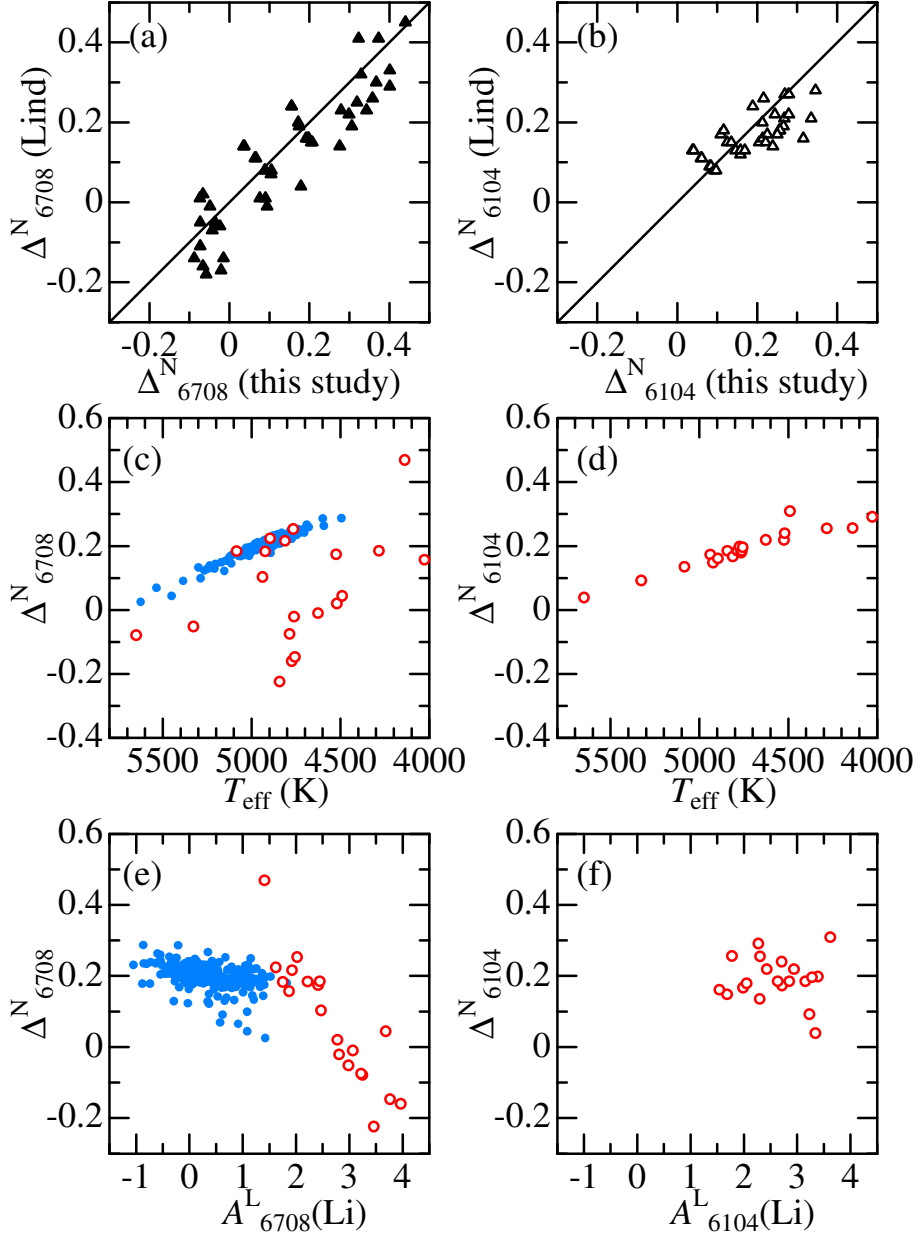 (a)
0.4
0.2
0
-0.2
Δ^N_6708 (Lind)
-0.2 0 0.2 0.4
Δ^N_6708 (this study)
(b)
0.4
0.2
0
-0.2
Δ^N_6104 (Lind)
-0.2 0 0.2 0.4
Δ^N_6104 (this study)
(c)
0.6
0.4
0.2
0
-0.2
-0.4
Δ^N_6708
5500 5000 4500 4000
T_eff (K)
(d)
0.6
0.4
0.2
0
-0.2
-0.4
Δ^N_6104
5500 5000 4500 4000
T_eff (K)
(e)
0.6
0.4
0.2
0
-0.2
Δ^N_6708
-1 0 1 2 3 4
A^L_6708(Li)
(f)
0.6
0.4
0.2
0
-0.2
Δ^N_6104
-1 0 1 2 3 4
A^L_6104(Li)